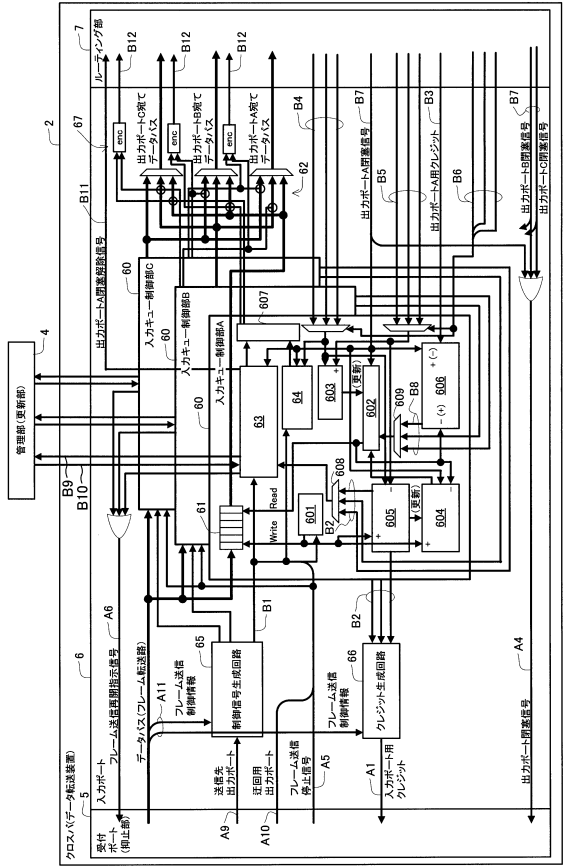 2
7
ルーティング部
67
B11
B12
B12
B12
enc
enc
enc
出力ポートC宛て
データバス
出力ポートB宛て
データバス
出力ポートA宛て
データバス
62
B4
B7
出力ポートA閉塞信号
B5
B3
出力ポートA用クレジット
B6
B7
出力ポートB閉塞信号
出力ポートC閉塞信号
4
管理部(更新部)
B9
B10
出力ポートA閉塞解除信号
60
入力キュー制御部C
60
入力キュー制御部B
60
入力キュー制御部A
607
63
64
603
+
(更新)
602
+ (−)
606
− (+)
609
B8
61
Read
Write
601
608
B2
605
+
−
(更新)
604
+
−
6
A6
フレーム送信再開指示信号
データバス(フレーム転送路)
A11
フレーム送信
制御情報
65
制御信号生成回路
B1
B2
フレーム送信
制御情報
66
クレジット生成回路
A4
クロスバ(データ転送装置)
5
入力ポート
受付
ポート
(抑止部)
送信先
出力ポート
A9
迂回用
出力ポート
A10
フレーム送信
停止信号
A5
A1
入力ポート用
クレジット
出力ポート閉塞信号